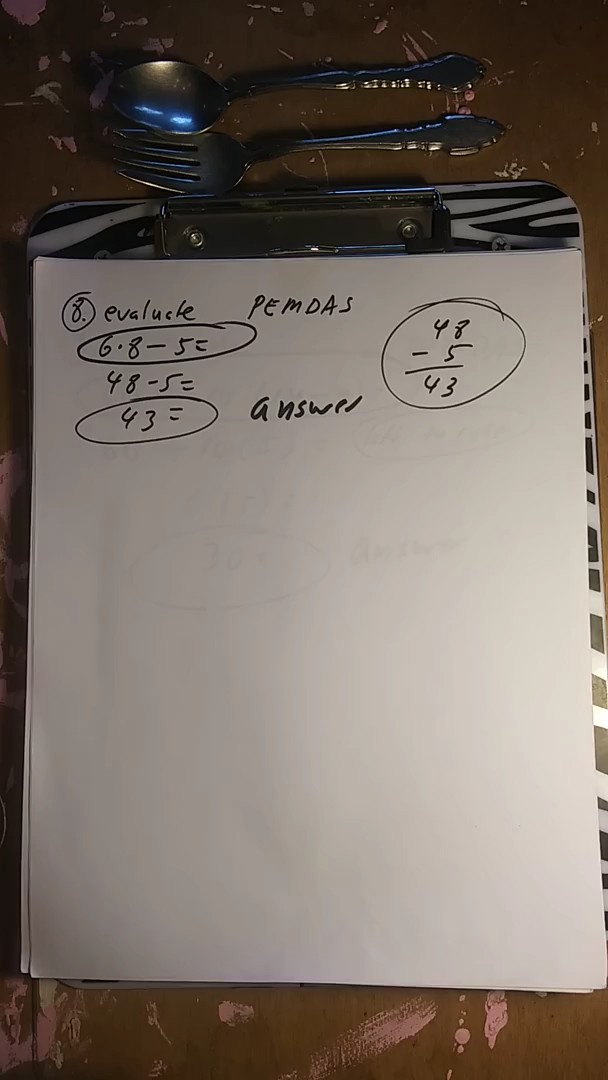 8. evaluate PEMDAS
6·8-5=
48-5=
43= answer
48
- 5
43